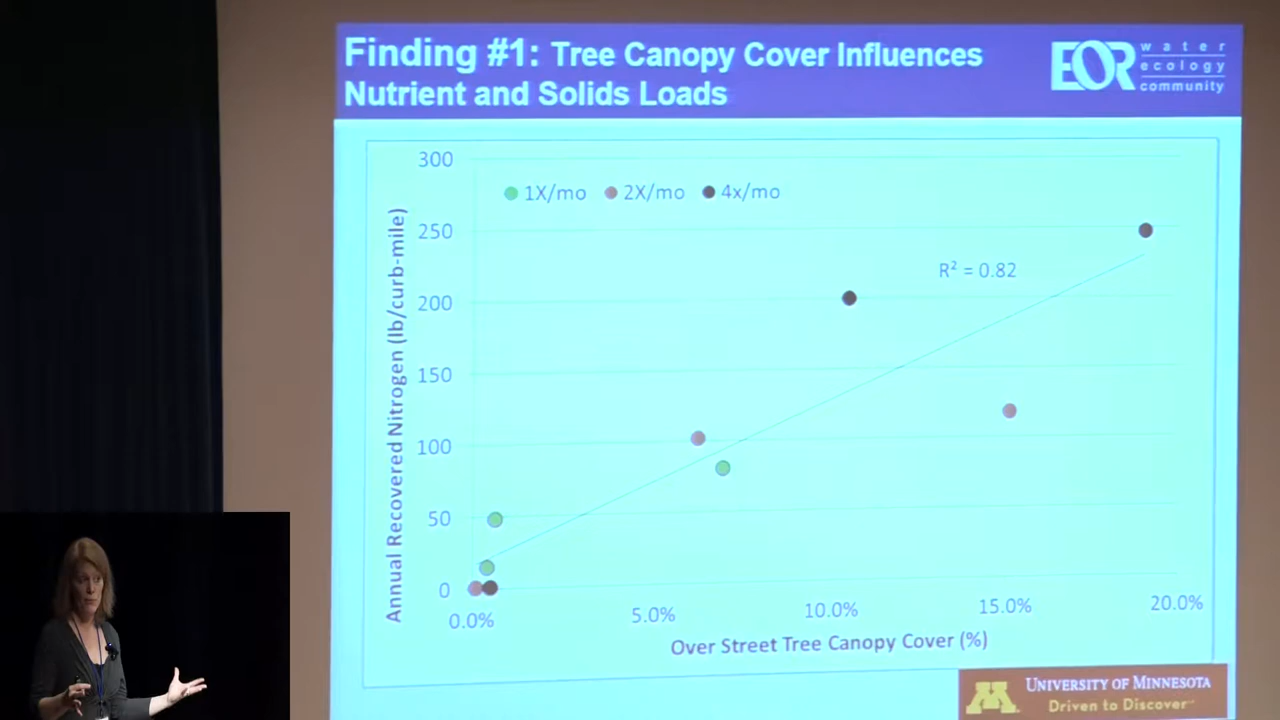 Finding #1: Tree Canopy Cover Influences
Nutrient and Solids Loads
EOR
water
ecology
community
300
250
200
150
100
50
0
1X/mo
2X/mo
4x/mo
R² = 0.82
Annual Recovered Nitrogen (lb/curb-mile)
0.0%
5.0%
10.0%
15.0%
20.0%
Over Street Tree Canopy Cover (%)
M
UNIVERSITY OF MINNESOTA
Driven to Discover℠